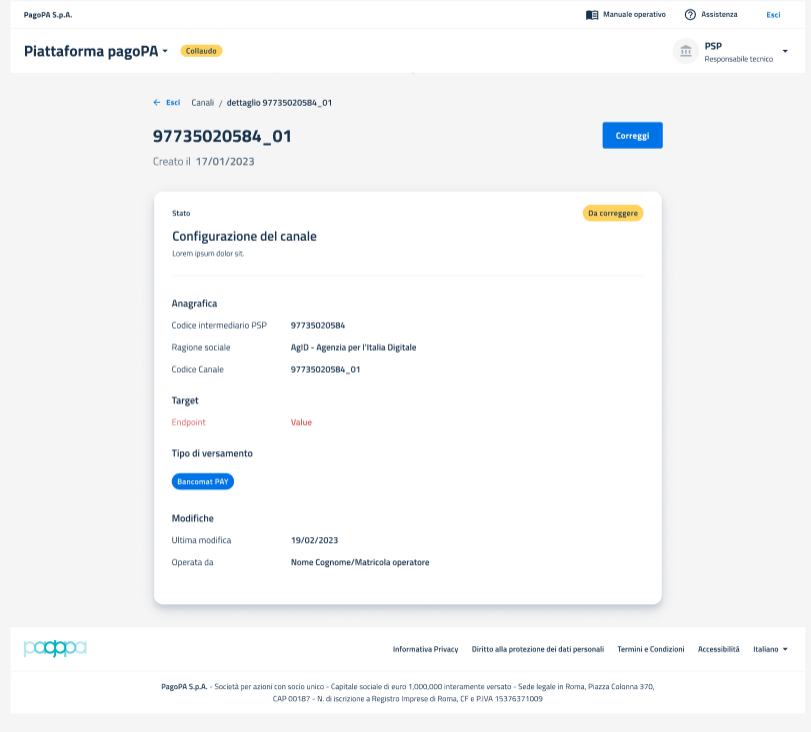 PagoPA S.p.A.
Manuale operativo
Assistenza
Esci
Piattaforma pagoPA
Collaudo
PSP
Responsabile tecnico
Esci
Canali / dettaglio 97735020584_01
97735020584_01
Correggi
Creato il 17/01/2023
Stato
Da correggere
Configurazione del canale
Lorem ipsum dolor sit.
Anagrafica
Codice intermediario PSP 97735020584
Ragione sociale AgID - Agenzia per l'Italia Digitale
Codice Canale 97735020584_01
Target
Endpoint Value
Tipo di versamento
Bancomat PAY
Modifiche
Ultima modifica 19/02/2023
Operata da Nome Cognome/Matricola operatore
pagopa
Informativa Privacy Diritto alla protezione dei dati personali Termini e Condizioni Accessibilità Italiano
PagoPA S.p.A. - Società per azioni con socio unico - Capitale sociale di euro 1,000,000 interamente versato - Sede legale in Roma, Piazza Colonna 370,
CAP 00187 - N. di iscrizione a Registro Imprese di Roma, CF e P.IVA 15376371009